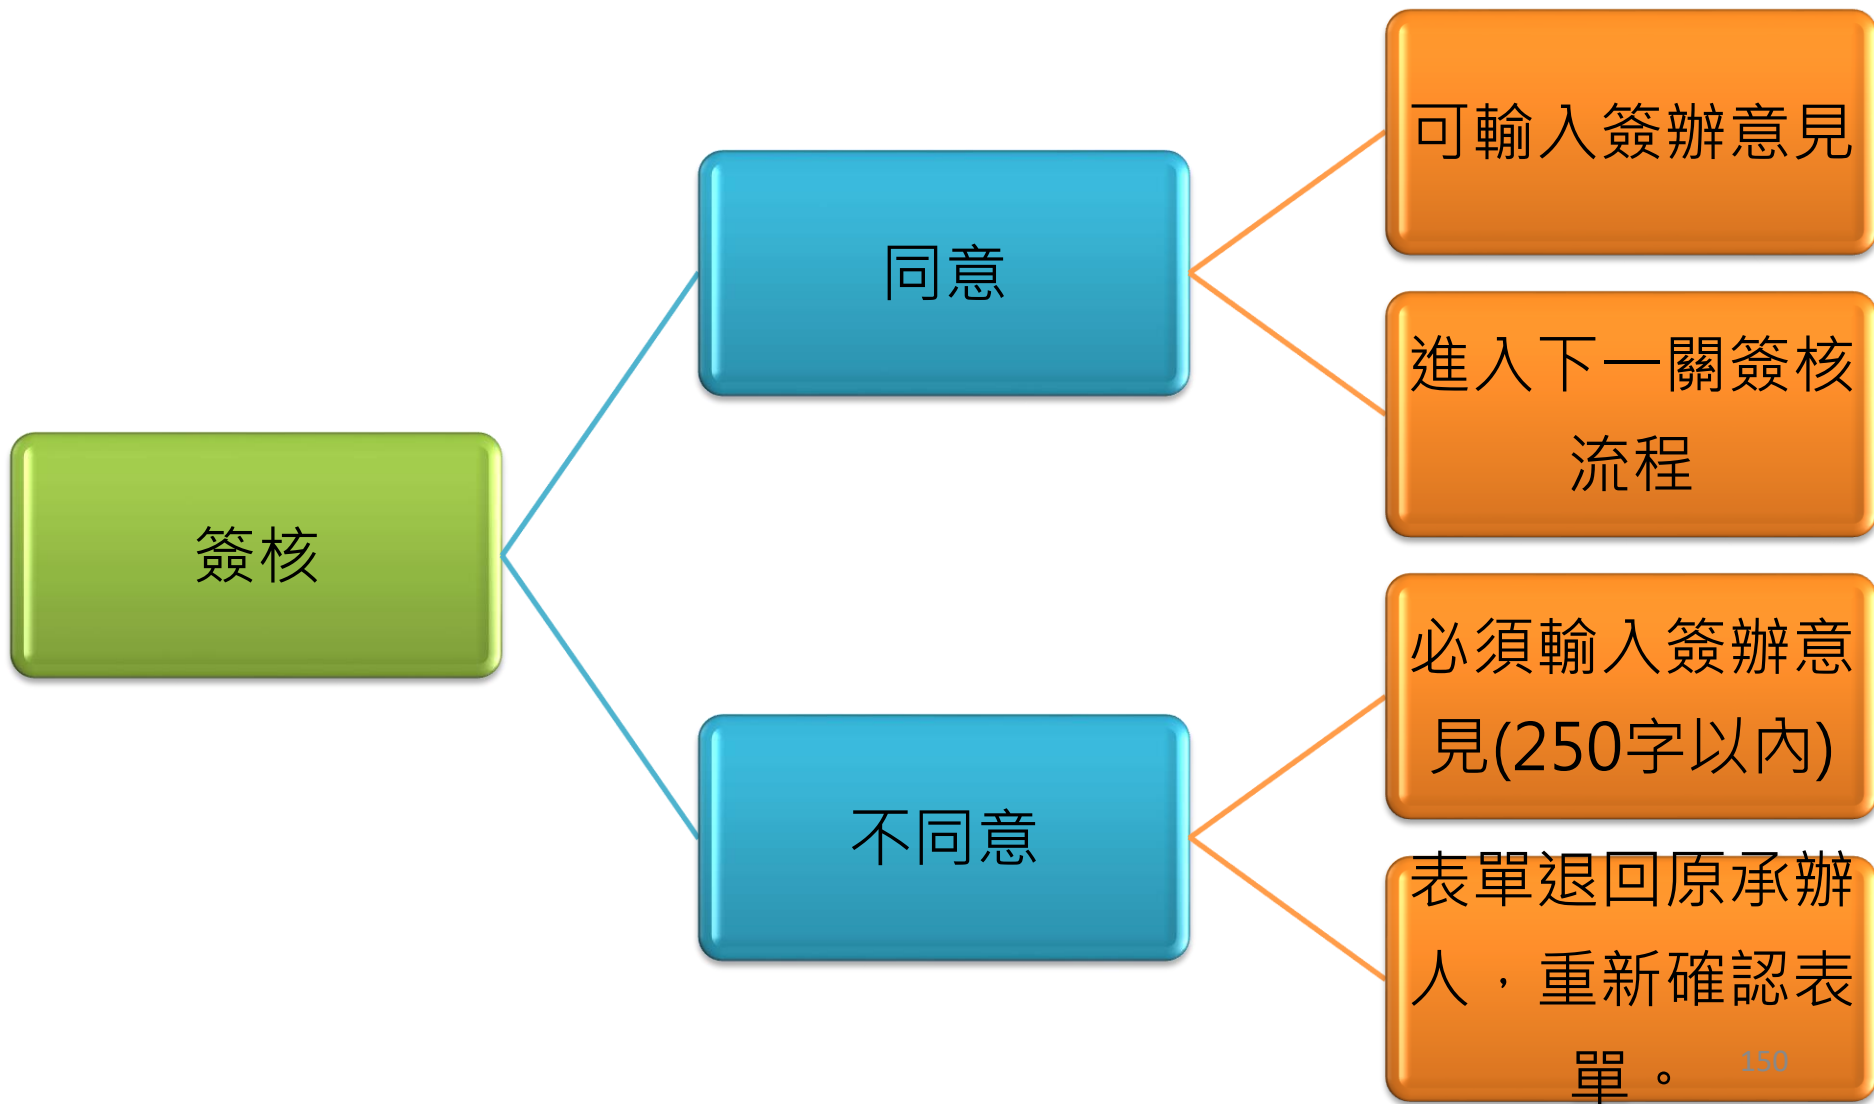 簽核
同意
可輸入簽辦意見
進入下一關簽核
流程
不同意
必須輸入簽辦意
見(250字以內)
表單退回原承辦
人，重新確認表
單。
150